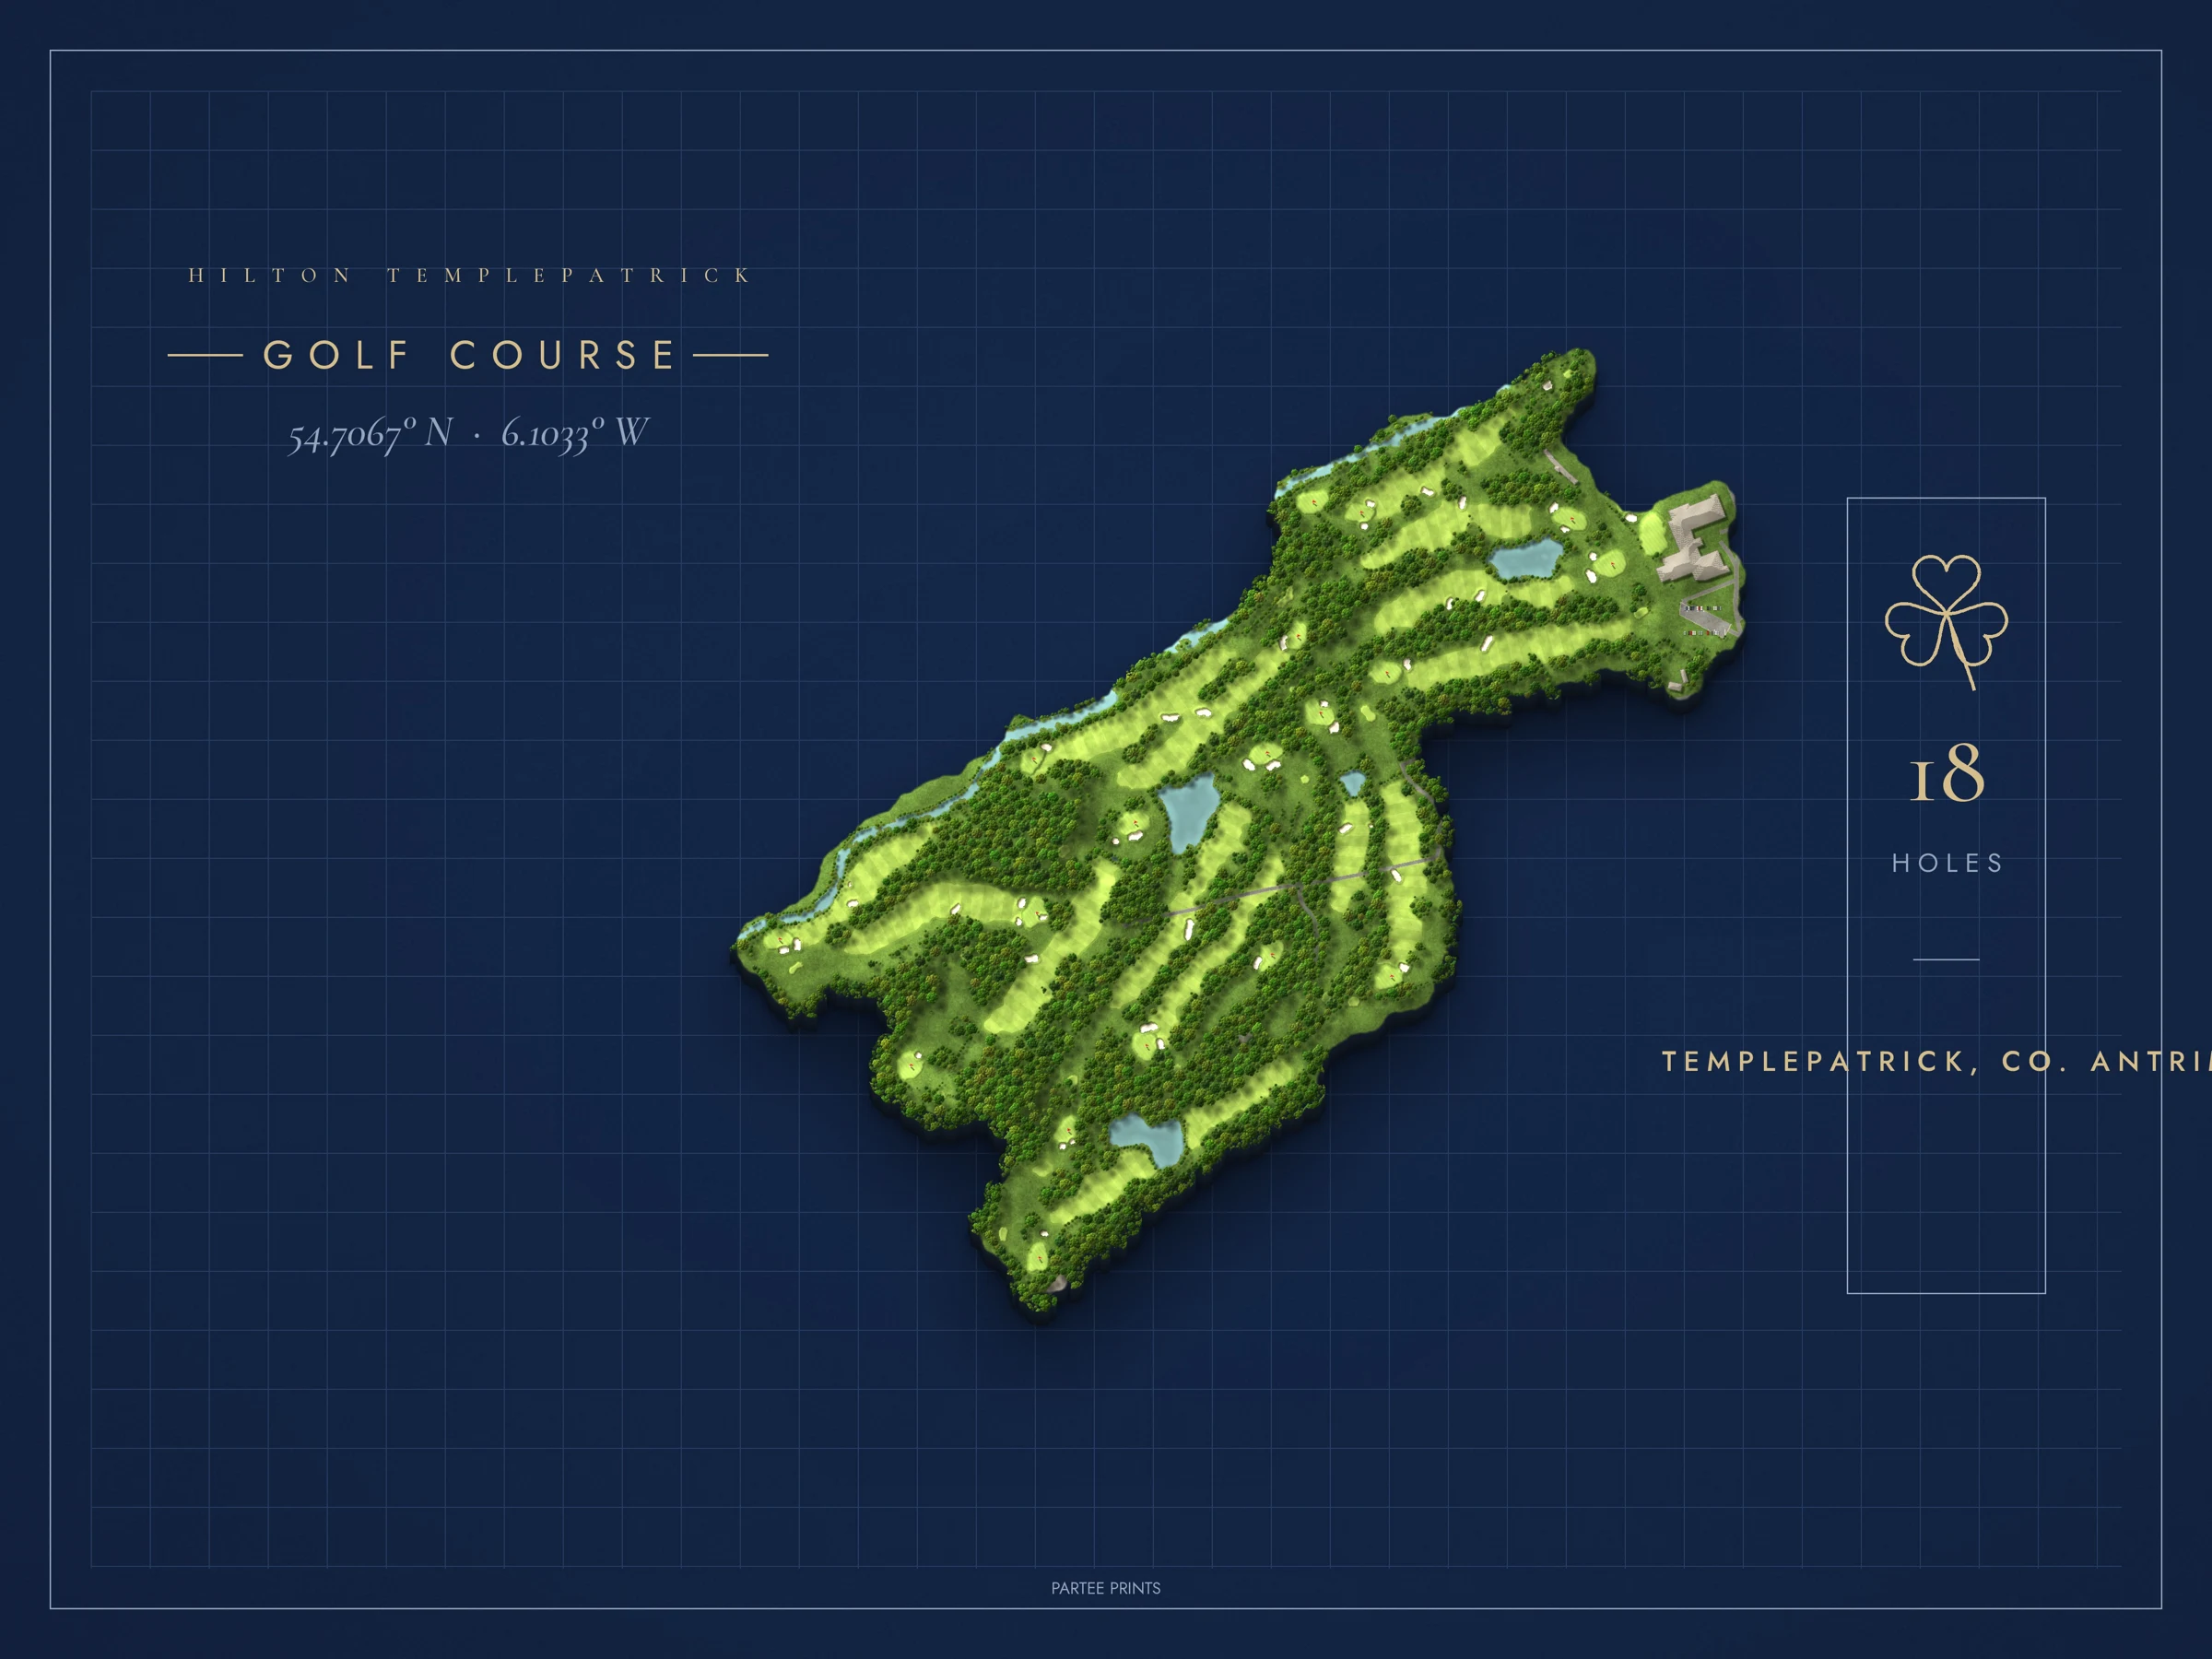 HILTON TEMPLEPATRICK
GOLF COURSE
54.7067° N · 6.1033° W
18
HOLES
TEMPLEPATRICK, CO.
PARTEE PRINTS